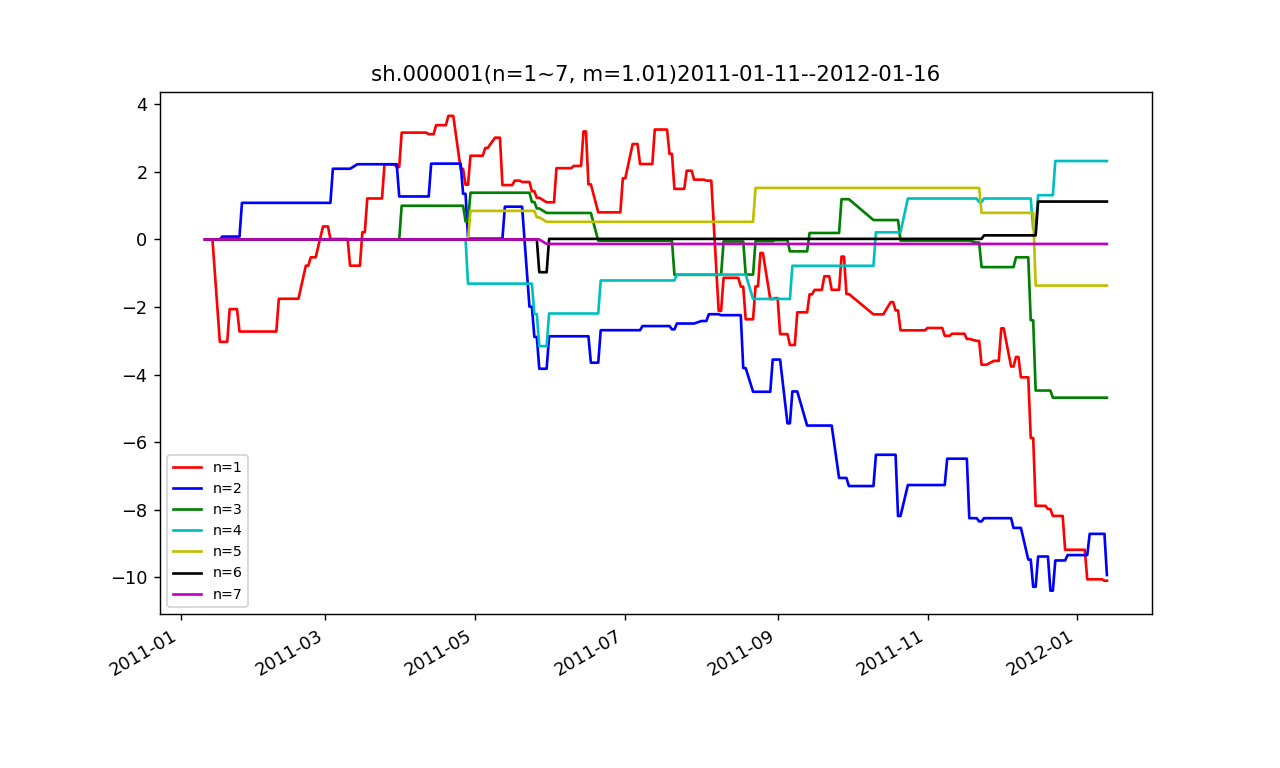 sh.000001(n=1~7, m=1.01)2011-01-11--2012-01-16
4
2
0
−2
−4
−6
−8
−10
n=1
n=2
n=3
n=4
n=5
n=6
n=7
2011-01
2011-03
2011-05
2011-07
2011-09
2011-11
2012-01